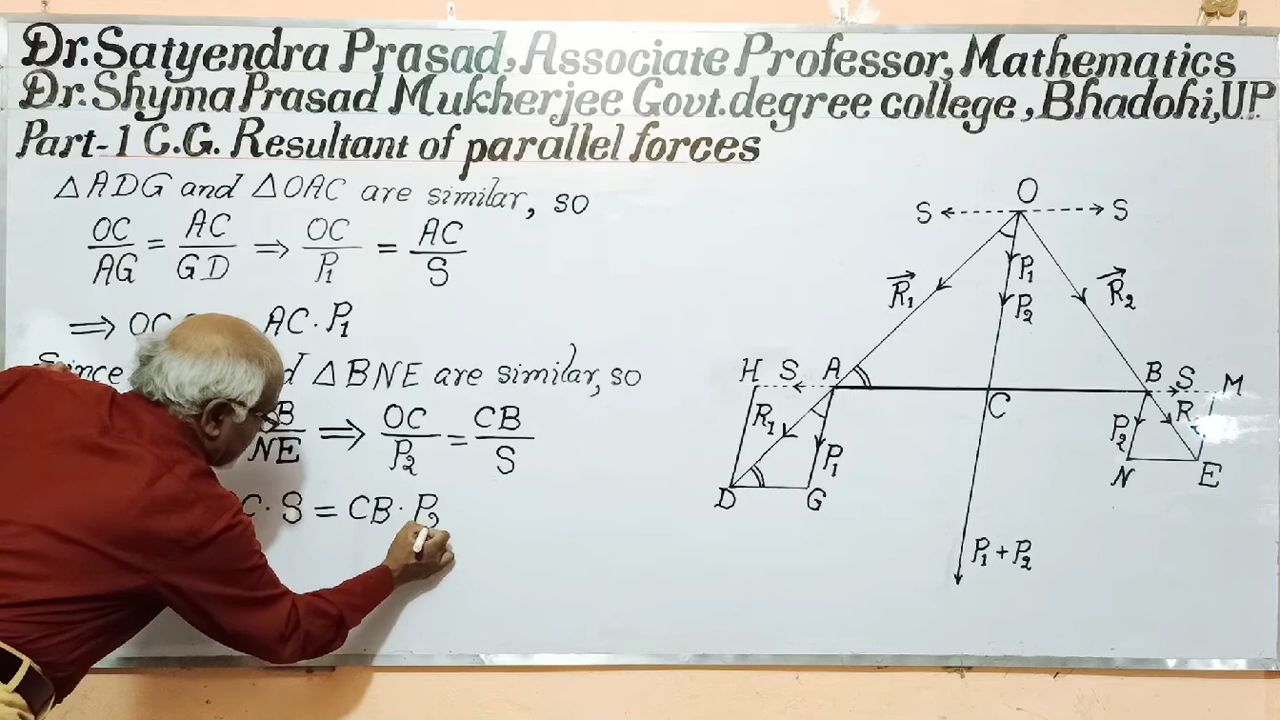 Dr. Satyendra Prasad, Associate Professor, Mathematics
Dr. Shyma Prasad Mukherjee Govt. degree college, Bhadohi, U.P.
Part-1 C.G. Resultant of parallel forces
△ADG and △OAC are similar, so
OC/AG = AC/GD ⇒ OC/P₁ = AC/S
⇒ OC AC · P₁
Since △BNE are similar, so
B/NE ⇒ OC/P₂ = CB/S
C · S = CB · P₂
O
S S
P₁
R₁ P₂ R₂
H S A B S M
C
R₁ P₁ P₂ R
D G N E
P₁ + P₂